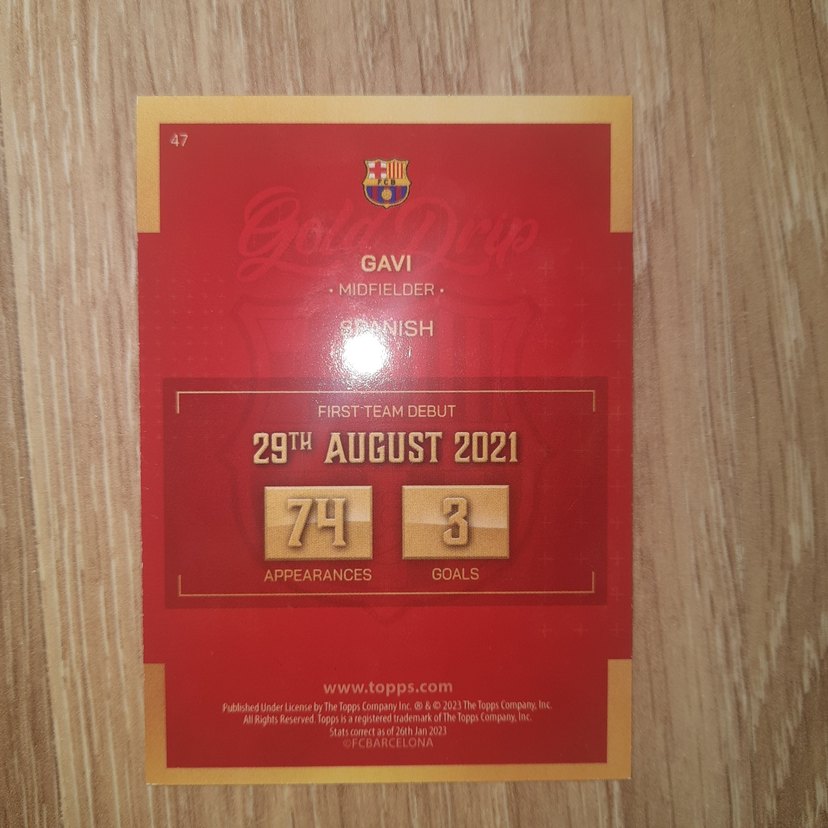 47
FCB
Gold Drip
GAVI
• MIDFIELDER •
SPANISH
FIRST TEAM DEBUT
29TH AUGUST 2021
74 3
APPEARANCES GOALS
www.topps.com
Published Under License by The Topps Company Inc. ® & © 2023 The Topps Company, Inc.
All Rights Reserved. Topps is a registered trademark of The Topps Company, Inc.
Stats correct as of 26th Jan 2023
©FCBARCELONA